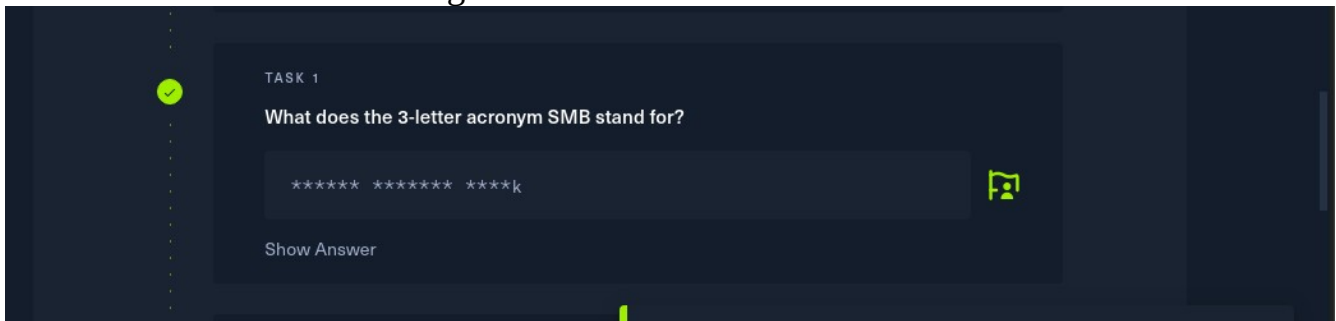 TASK 1
What does the 3-letter acronym SMB stand for?
****** ******* ****k
Show Answer